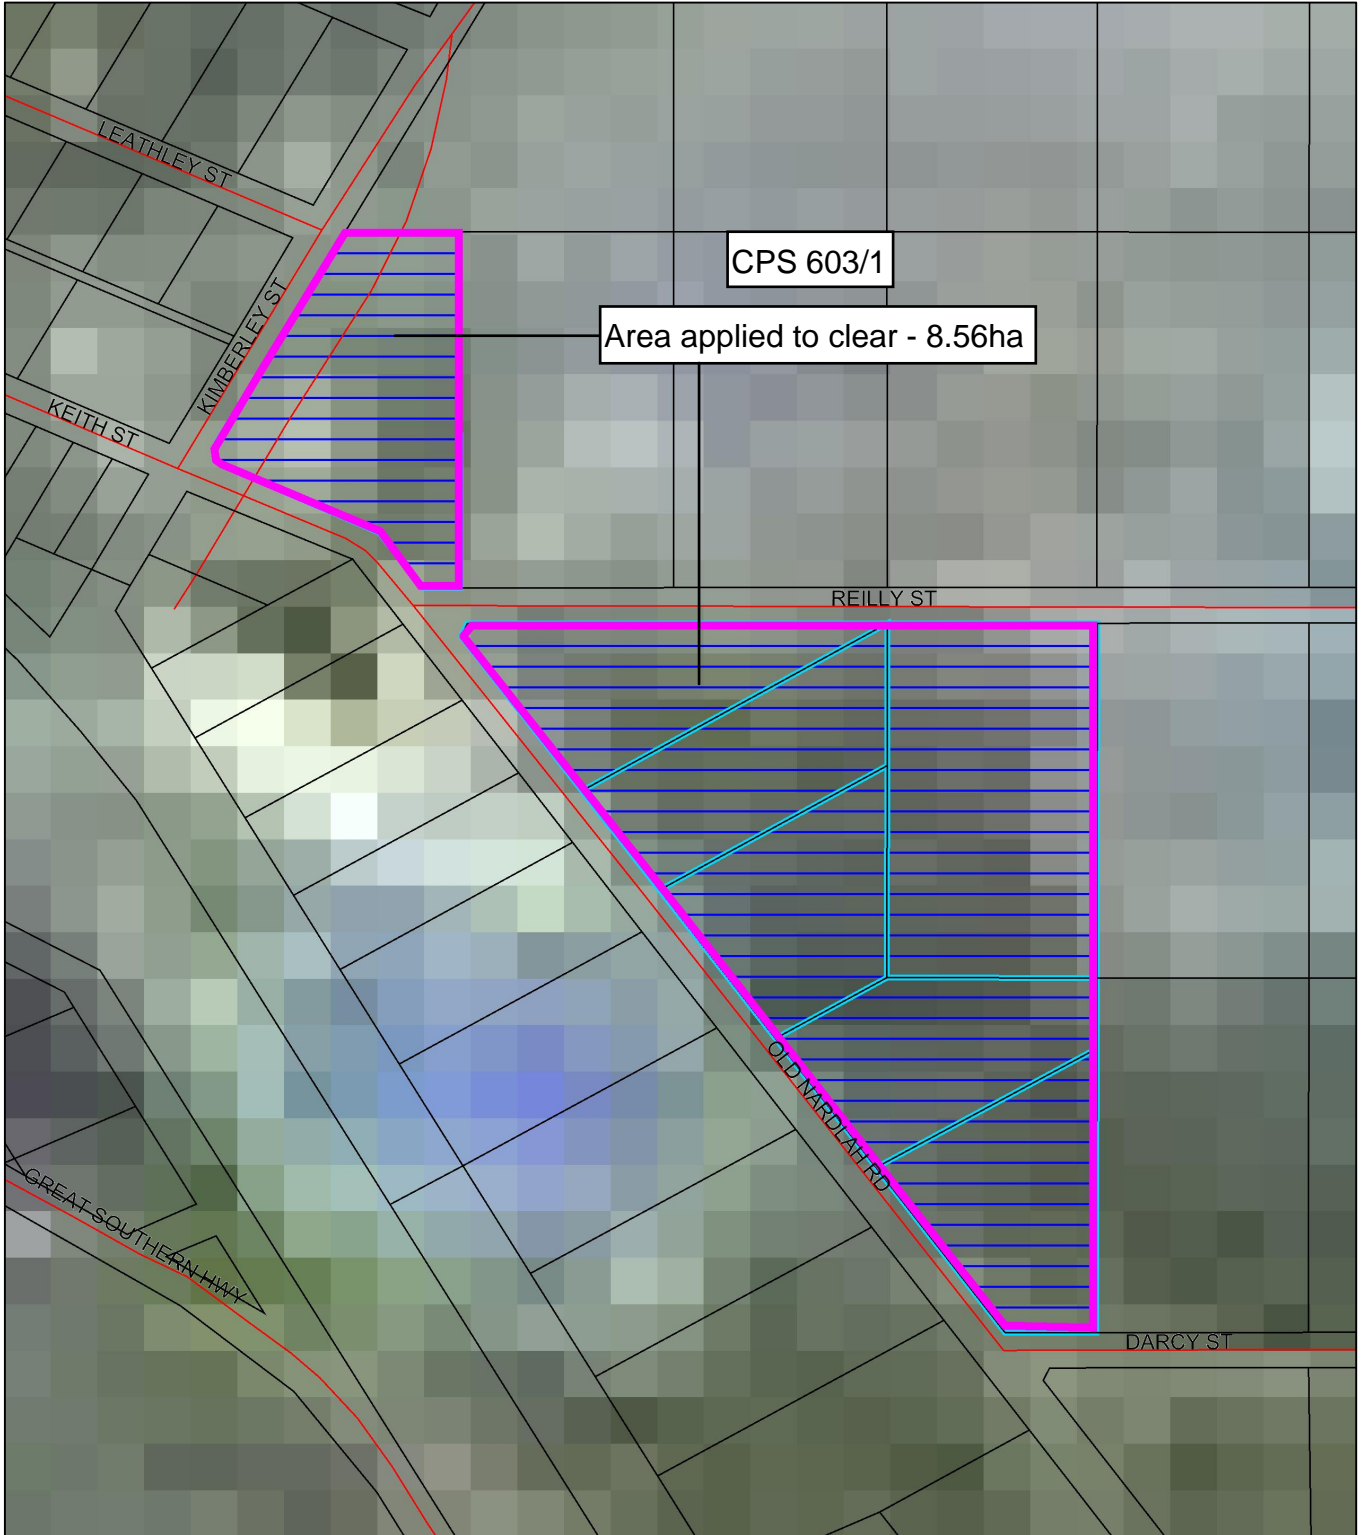 LEATHLEY ST
CPS 603/1
Area applied to clear - 8.56ha
KIMBERLEY ST
KEITH ST
REILLY ST
OLD NARDLAH RD
GREAT SOUTHERN HWY
DARCY ST